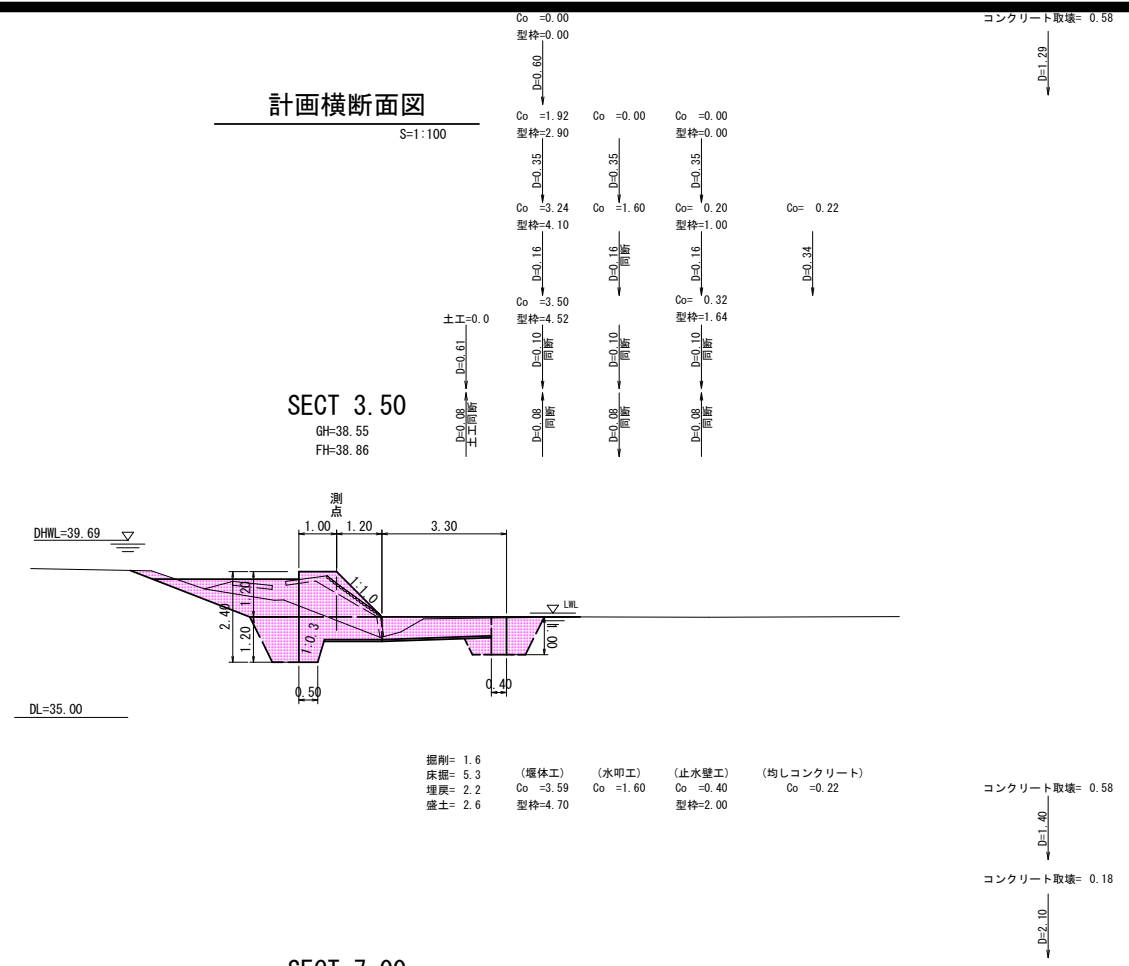 Co =0.00
型枠=0.00
コンクリート取壊= 0.58
D=0.60
D=1.29
計画横断面図
S=1:100
Co =1.92
型枠=2.90
Co =0.00
Co =0.00
型枠=0.00
D=0.35
D=0.35
D=0.35
Co =3.24
型枠=4.10
Co =1.60
Co= 0.20
型枠=1.00
Co= 0.22
D=0.16
D=0.16
同断
D=0.16
D=0.34
土工=0.0
Co =3.50
型枠=4.52
Co= 0.32
型枠=1.64
D=0.61
D=0.10
同断
D=0.10
同断
D=0.10
同断
SECT 3.50
GH=38.55
FH=38.86
D=0.08
土工同断
D=0.08
同断
D=0.08
同断
D=0.08
同断
測点
1.00
1.20
3.30
DHWL=39.69
1:1.0
LWL
2.40
1.20
1.20
1:0.3
1.00
0.50
0.40
DL=35.00
掘削= 1.6
床掘= 5.3
埋戻= 2.2
盛土= 2.6
(堰体工)
Co =3.59
型枠=4.70
(水叩工)
Co =1.60
(止水壁工)
Co =0.40
型枠=2.00
(均しコンクリート)
Co =0.22
コンクリート取壊= 0.58
D=1.40
コンクリート取壊= 0.18
D=2.10
SECT 7.00